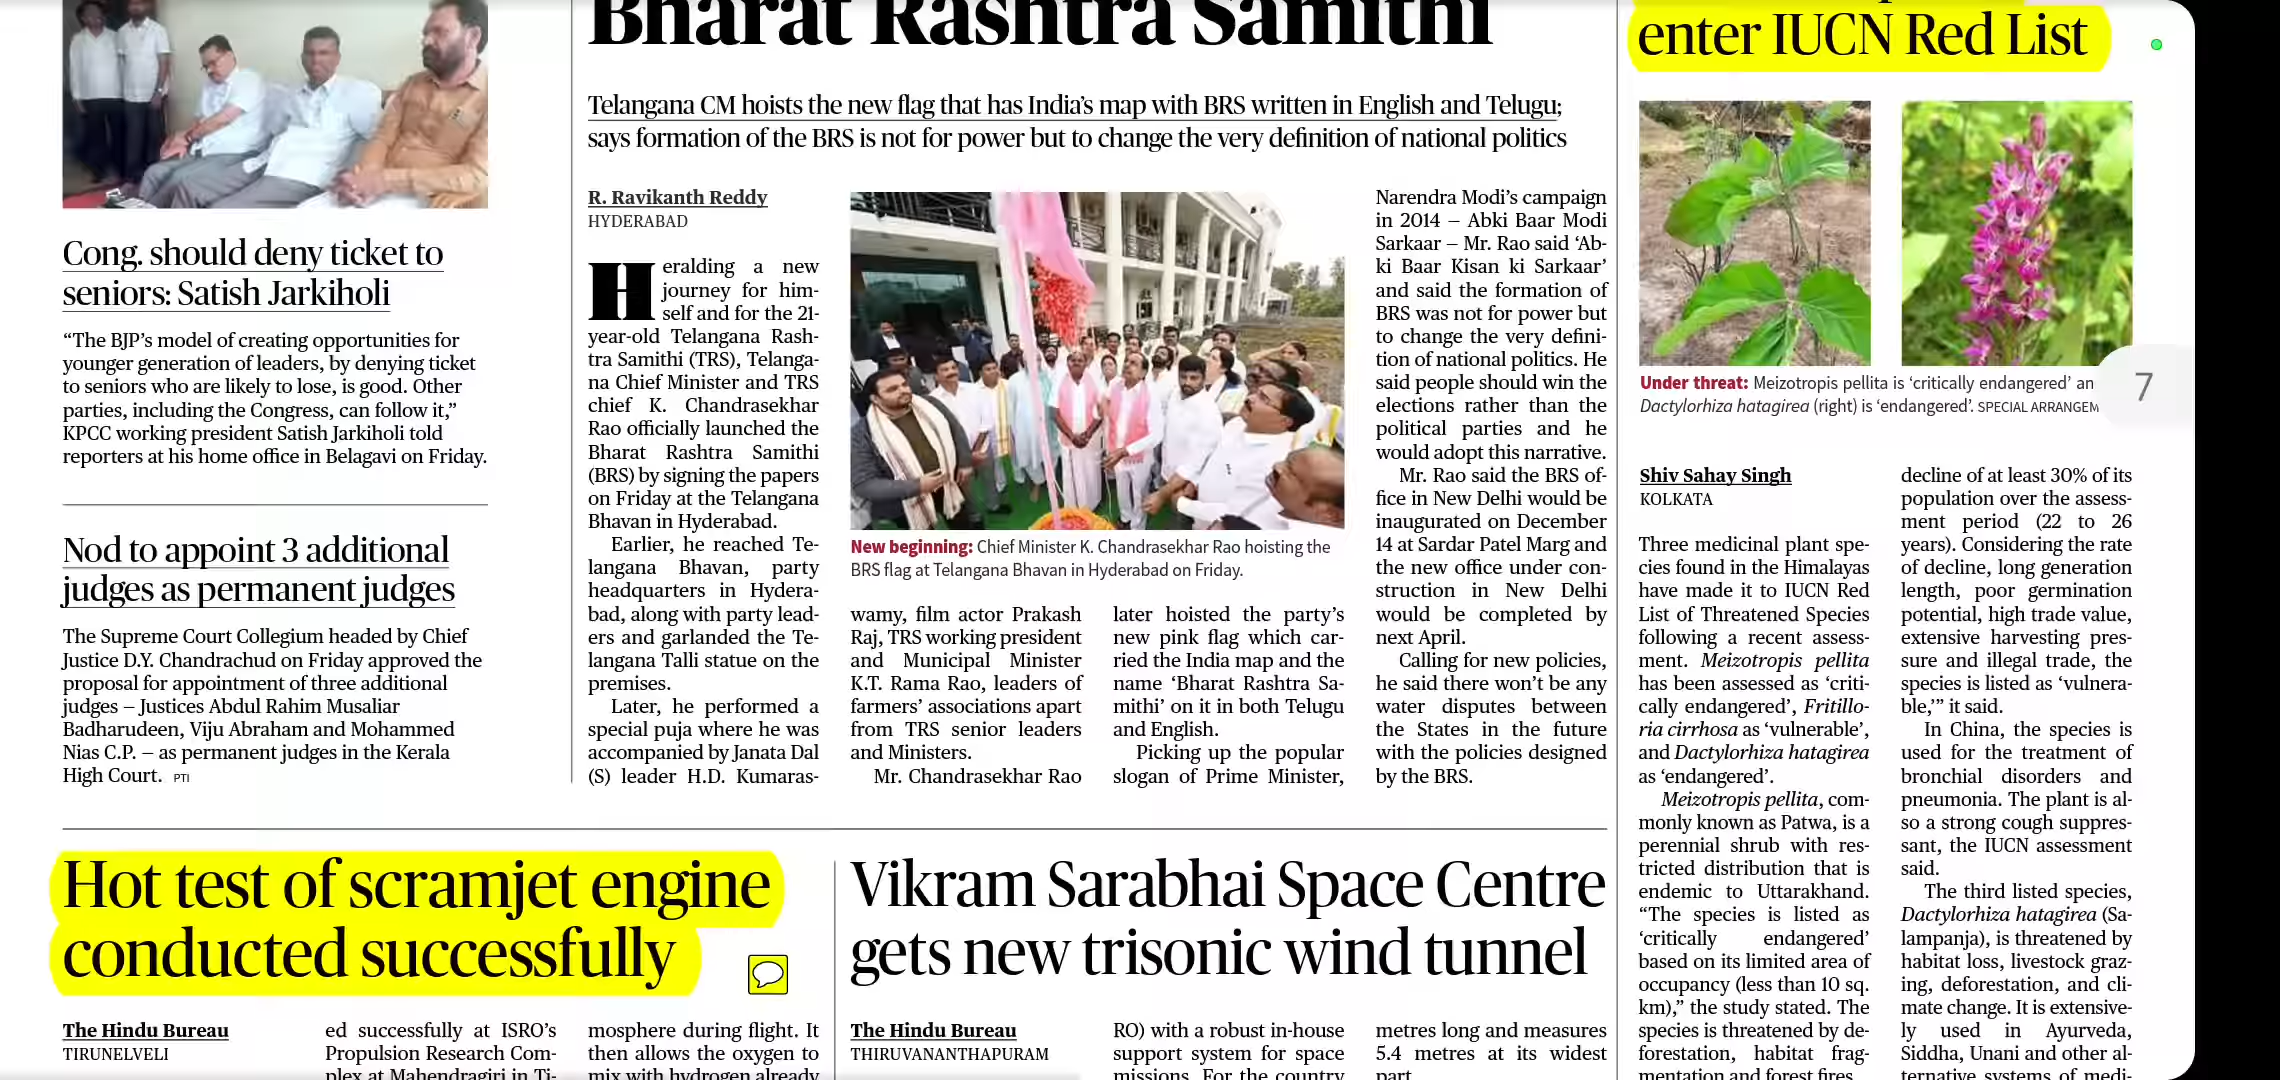 Cong. should deny ticket to
seniors: Satish Jarkiholi
“The BJP’s model of creating opportunities for
younger generation of leaders, by denying ticket
to seniors who are likely to lose, is good. Other
parties, including the Congress, can follow it,”
KPCC working president Satish Jarkiholi told
reporters at his home office in Belagavi on Friday.
Nod to appoint 3 additional
judges as permanent judges
The Supreme Court Collegium headed by Chief
Justice D.Y. Chandrachud on Friday approved the
proposal for appointment of three additional
judges — Justices Abdul Rahim Musaliar
Badharudeen, Viju Abraham and Mohammed
Nias C.P. — as permanent judges in the Kerala
High Court. PTI
Bharat Rashtra Samithi
Telangana CM hoists the new flag that has India’s map with BRS written in English and Telugu;
says formation of the BRS is not for power but to change the very definition of national politics
R. Ravikanth Reddy
HYDERABAD
Heralding a new
journey for him-
self and for the 21-
year-old Telangana Rash-
tra Samithi (TRS), Telanga-
na Chief Minister and TRS
chief K. Chandrasekhar
Rao officially launched the
Bharat Rashtra Samithi
(BRS) by signing the papers
on Friday at the Telangana
Bhavan in Hyderabad.
Earlier, he reached Te-
langana Bhavan, party
headquarters in Hydera-
bad, along with party lead-
ers and garlanded the Te-
langana Talli statue on the
premises.
Later, he performed a
special puja where he was
accompanied by Janata Dal
(S) leader H.D. Kumaras-
New beginning: Chief Minister K. Chandrasekhar Rao hoisting the
BRS flag at Telangana Bhavan in Hyderabad on Friday.
wamy, film actor Prakash
Raj, TRS working president
and Municipal Minister
K.T. Rama Rao, leaders of
farmers’ associations apart
from TRS senior leaders
and Ministers.
Mr. Chandrasekhar Rao
later hoisted the party’s
new pink flag which car-
ried the India map and the
name ‘Bharat Rashtra Sa-
mithi’ on it in both Telugu
and English.
Picking up the popular
slogan of Prime Minister,
Narendra Modi’s campaign
in 2014 — Abki Baar Modi
Sarkaar — Mr. Rao said ‘Ab-
ki Baar Kisan ki Sarkaar’
and said the formation of
BRS was not for power but
to change the very defini-
tion of national politics. He
said people should win the
elections rather than the
political parties and he
would adopt this narrative.
Mr. Rao said the BRS of-
fice in New Delhi would be
inaugurated on December
14 at Sardar Patel Marg and
the new office under con-
struction in New Delhi
would be completed by
next April.
Calling for new policies,
he said there won’t be any
water disputes between
the States in the future
with the policies designed
by the BRS.
enter IUCN Red List
Under threat: Meizotropis pellita is ‘critically endangered’ an
Dactylorhiza hatagirea (right) is ‘endangered’. SPECIAL ARRANGEM
7
Shiv Sahay Singh
KOLKATA
Three medicinal plant spe-
cies found in the Himalayas
have made it to IUCN Red
List of Threatened Species
following a recent assess-
ment. Meizotropis pellita
has been assessed as ‘criti-
cally endangered’, Fritillo-
ria cirrhosa as ‘vulnerable’,
and Dactylorhiza hatagirea
as ‘endangered’.
Meizotropis pellita, com-
monly known as Patwa, is a
perennial shrub with res-
tricted distribution that is
endemic to Uttarakhand.
“The species is listed as
‘critically endangered’
based on its limited area of
occupancy (less than 10 sq.
km),” the study stated. The
species is threatened by de-
forestation, habitat frag-
mentation and forest fires.
decline of at least 30% of its
population over the assess-
ment period (22 to 26
years). Considering the rate
of decline, long generation
length, poor germination
potential, high trade value,
extensive harvesting pres-
sure and illegal trade, the
species is listed as ‘vulnera-
ble,’” it said.
In China, the species is
used for the treatment of
bronchial disorders and
pneumonia. The plant is al-
so a strong cough suppres-
sant, the IUCN assessment
said.
The third listed species,
Dactylorhiza hatagirea (Sa-
lampanja), is threatened by
habitat loss, livestock graz-
ing, deforestation, and cli-
mate change. It is extensive-
ly used in Ayurveda,
Siddha, Unani and other al-
ternative systems of medi-
Hot test of scramjet engine
conducted successfully
The Hindu Bureau
TIRUNELVELI
ed successfully at ISRO’s
Propulsion Research Com-
plex at Mahendragiri in Ti-
mosphere during flight. It
then allows the oxygen to
mix with hydrogen already
Vikram Sarabhai Space Centre
gets new trisonic wind tunnel
The Hindu Bureau
THIRUVANANTHAPURAM
RO) with a robust in-house
support system for space
missions. For the country
metres long and measures
5.4 metres at its widest
part.